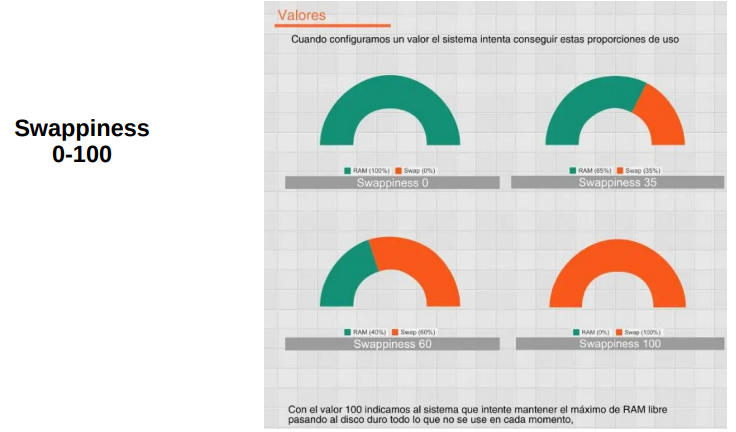 Valores
Cuando configuramos un valor el sistema intenta conseguir estas proporciones de uso
Swappiness
0-100
RAM (100%) Swap (0%)
Swappiness 0
RAM (65%) Swap (35%)
Swappiness 35
RAM (40%) Swap (60%)
Swappiness 60
RAM (0%) Swap (100%)
Swappiness 100
Con el valor 100 indicamos al sistema que intente mantener el máximo de RAM libre
pasando al disco duro todo lo que no se use en cada momento,